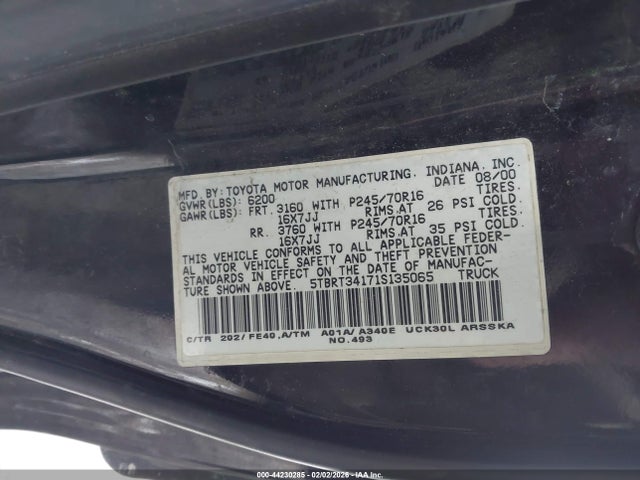 MFD BY: TOYOTA MOTOR MANUFACTURING, INDIANA, INC.
GVWR(LBS): 6200 DATE 08/00
GAWR(LBS): FRT. 3160 WITH P245/70R16 TIRES.
16X7JJ RIMS.AT 26 PSI COLD.
RR. 3760 WITH P245/70R16 TIRES.
16X7JJ RIMS.AT 35 PSI COLD.
THIS VEHICLE CONFORMS TO ALL APPLICABLE FEDER-
AL MOTOR VEHICLE SAFETY AND THEFT PREVENTION
STANDARDS IN EFFECT ON THE DATE OF MANUFAC-
TURE SHOWN ABOVE. 5TBRT34171S135065 TRUCK
C/TR 202/FE40,A/TM A01A/A340E UCK30L ARSSKA
NO.493
000-44230285 - 02/02/2026 - IAAI.COM